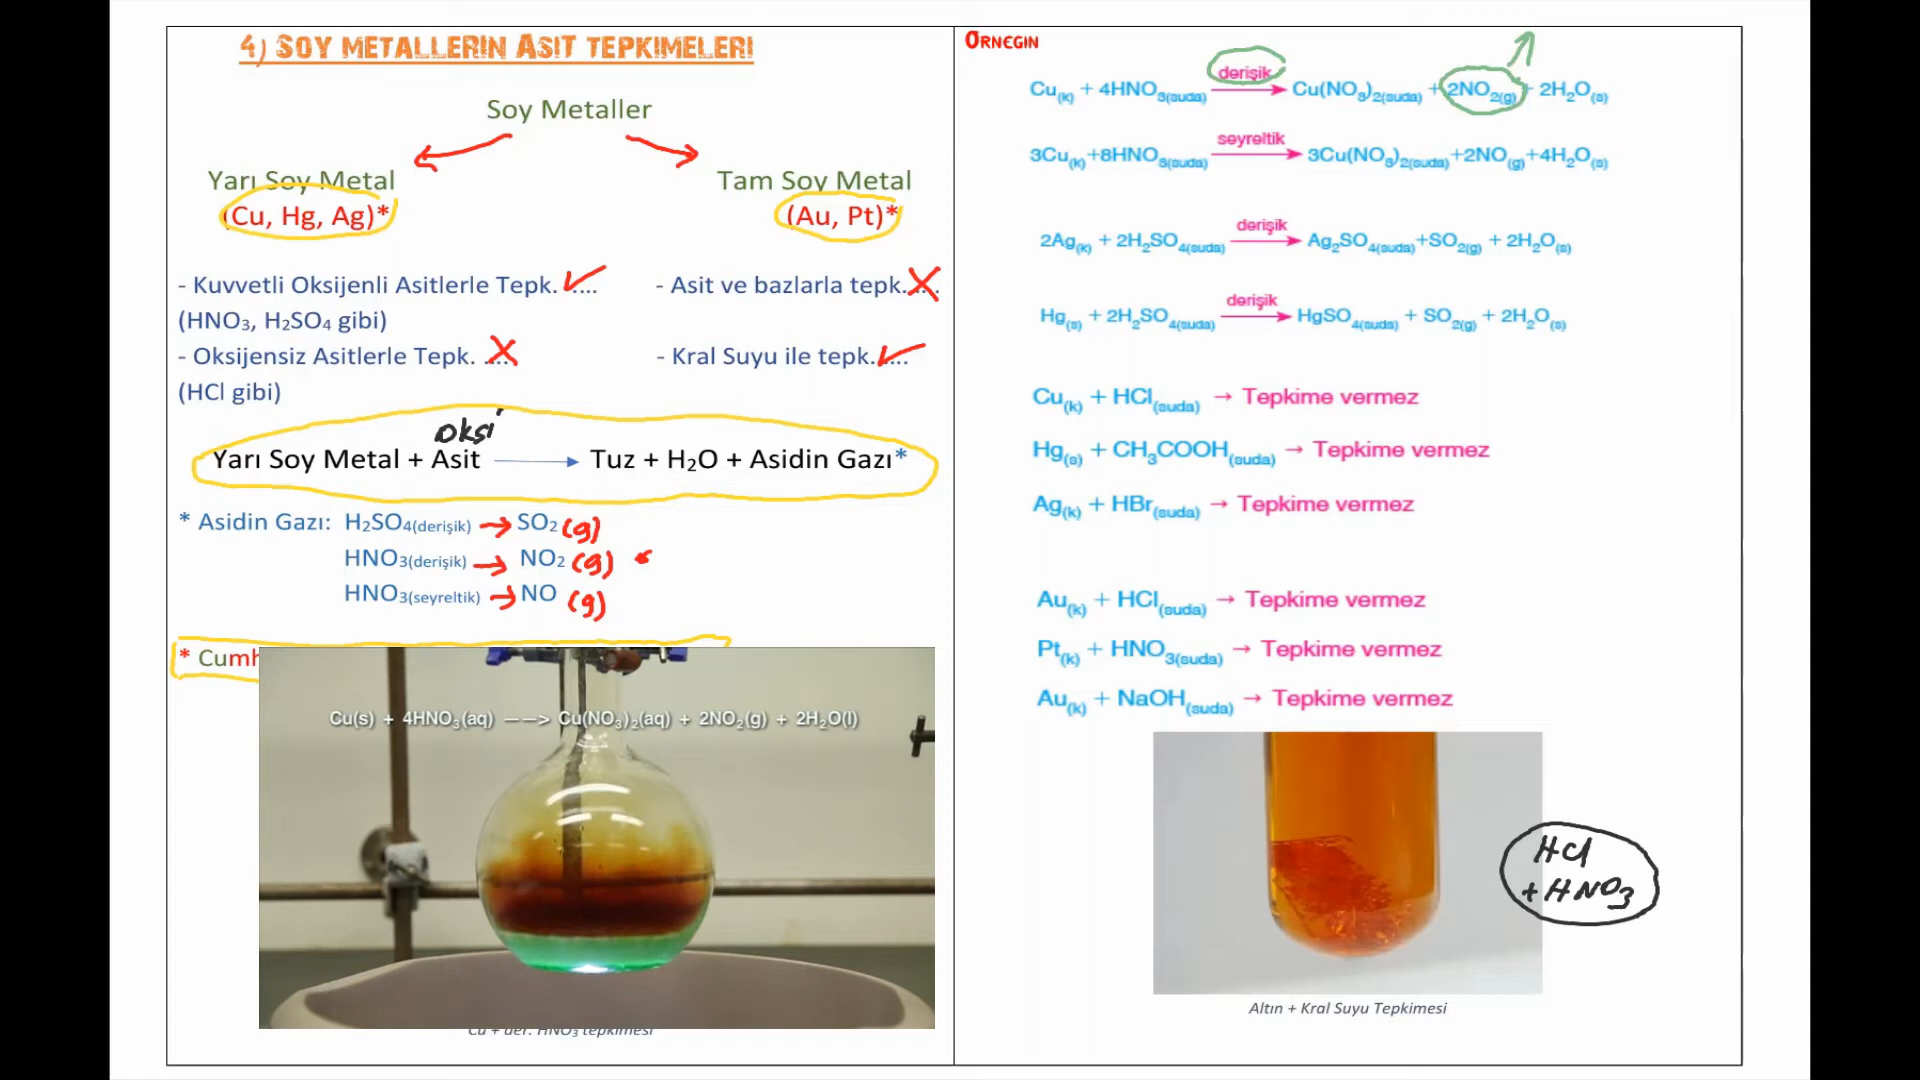 4) SOY METALLERİN ASİT TEPKİMELERİ
Soy Metaller
Yarı Soy Metal
(Cu, Hg, Ag)*
Tam Soy Metal
(Au, Pt)*
- Kuvvetli Oksijenli Asitlerle Tepk. ....
(HNO₃, H₂SO₄ gibi)
- Oksijensiz Asitlerle Tepk. ....
(HCl gibi)
- Asit ve bazlarla tepk.....
- Kral Suyu ile tepk......
Oksi
Yarı Soy Metal + Asit → Tuz + H₂O + Asidin Gazı*
* Asidin Gazı: H₂SO₄(derişik) → SO₂ (g)
HNO₃(derişik) → NO₂ (g)
HNO₃(seyreltik) → NO (g)
Cu(s) + 4HNO₃(aq) ——> Cu(NO₃)₂(aq) + 2NO₂(g) + 2H₂O(l)
Cu + der. HNO₃ tepkimesi
ÖRNEĞİN
derişik
Cu(k) + 4HNO₃(suda) → Cu(NO₃)₂(suda) + 2NO₂(g) + 2H₂O(s)
seyreltik
3Cu(k)+8HNO₃(suda) → 3Cu(NO₃)₂(suda)+2NO(g)+4H₂O(s)
derişik
2Ag(k) + 2H₂SO₄(suda) → Ag₂SO₄(suda)+SO₂(g) + 2H₂O(s)
derişik
Hg(s) + 2H₂SO₄(suda) → HgSO₄(suda) + SO₂(g) + 2H₂O(s)
Cu(k) + HCl(suda) → Tepkime vermez
Hg(s) + CH₃COOH(suda) → Tepkime vermez
Ag(k) + HBr(suda) → Tepkime vermez
Au(k) + HCl(suda) → Tepkime vermez
Pt(k) + HNO₃(suda) → Tepkime vermez
Au(k) + NaOH(suda) → Tepkime vermez
HCl
+ HNO₃
Altın + Kral Suyu Tepkimesi